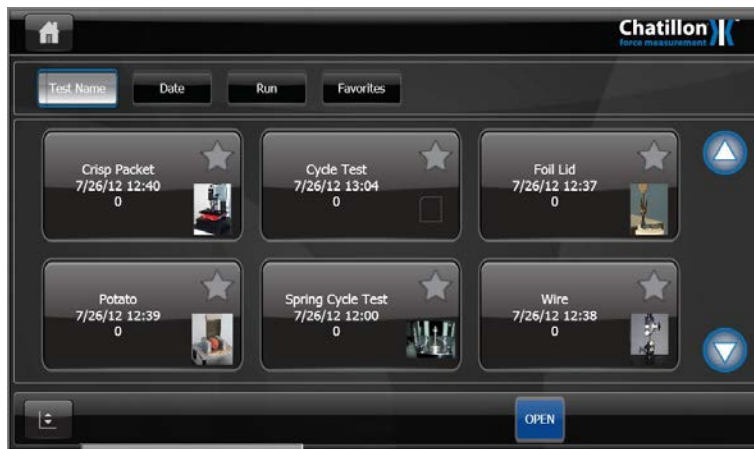 Chatillon
force measurement
Test Name
Date
Run
Favorites
Crisp Packet
7/26/12 12:40
0
Cycle Test
7/26/12 13:04
0
Foil Lid
7/26/12 12:37
0
Potato
7/26/12 12:39
0
Spring Cycle Test
7/26/12 12:00
0
Wire
7/26/12 12:38
0
OPEN